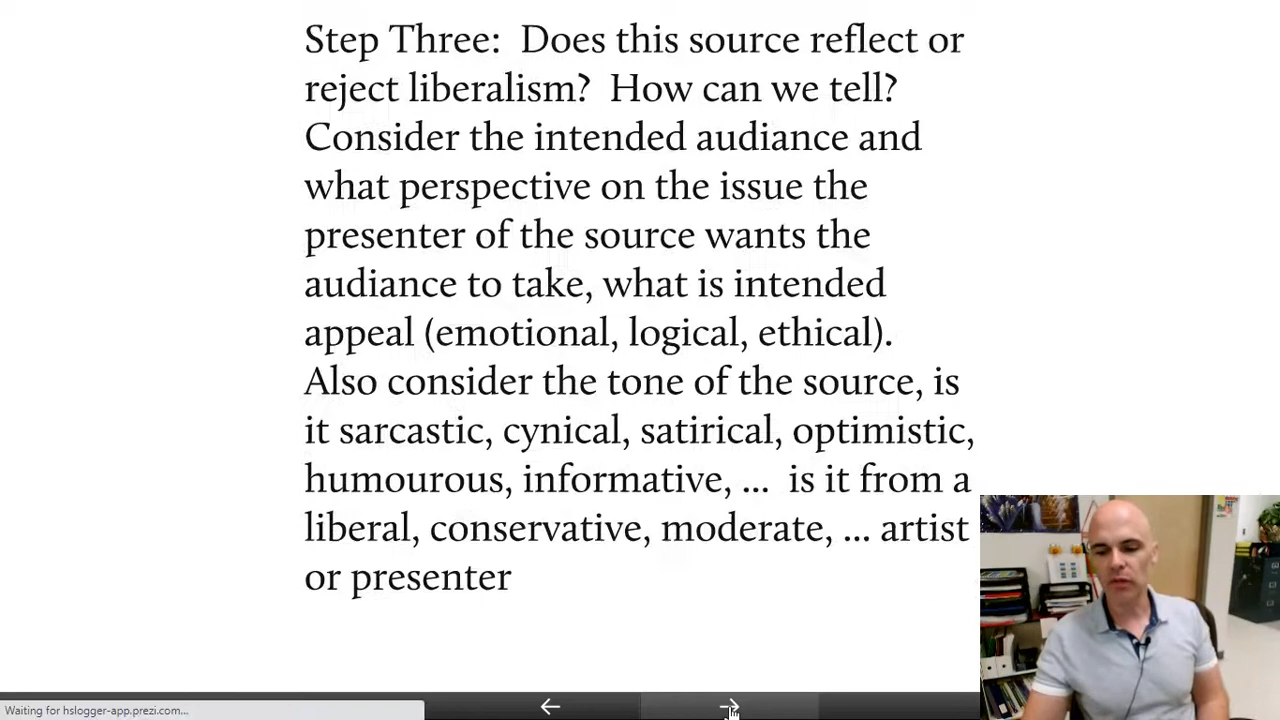 Step Three:  Does this source reflect or
reject liberalism?  How can we tell?
Consider the intended audiance and
what perspective on the issue the
presenter of the source wants the
audiance to take, what is intended
appeal (emotional, logical, ethical).
Also consider the tone of the source, is
it sarcastic, cynical, satirical, optimistic,
humourous, informative, ...  is it from a
liberal, conservative, moderate, ... artist
or presenter
Waiting for hslogger-app.prezi.com...